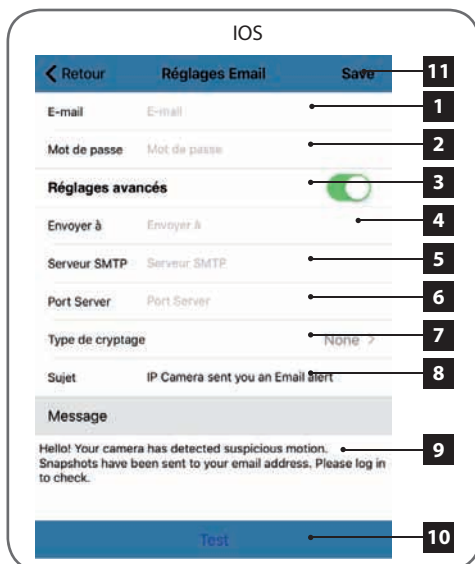 IOS
Retour Réglages Email Save 11
E-mail E-mail 1
Mot de passe Mot de passe 2
Réglages avancés 3
Envoyer à Envoyer à 4
Serveur SMTP Serveur SMTP 5
Port Server Port Server 6
Type de cryptage None 7
Sujet IP Camera sent you an Email alert 8
Message
Hello! Your camera has detected suspicious motion. 9
Snapshots have been sent to your email address. Please log in
to check.
Test 10